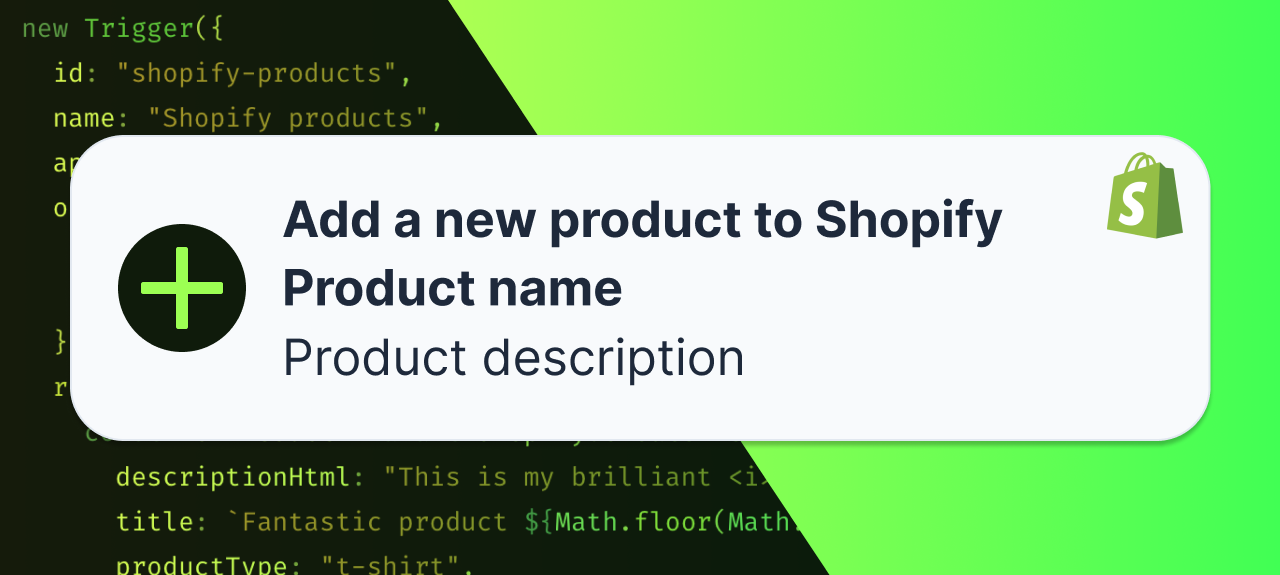 new Trigger({
id: "shopify-products",
name: "Shopify products",
Add a new product to Shopify
Product name
Product description
}
descriptionHtml: "This is my brilliant <i>
title: `Fantastic product ${Math.floor(Math.
productType: "t-shirt",